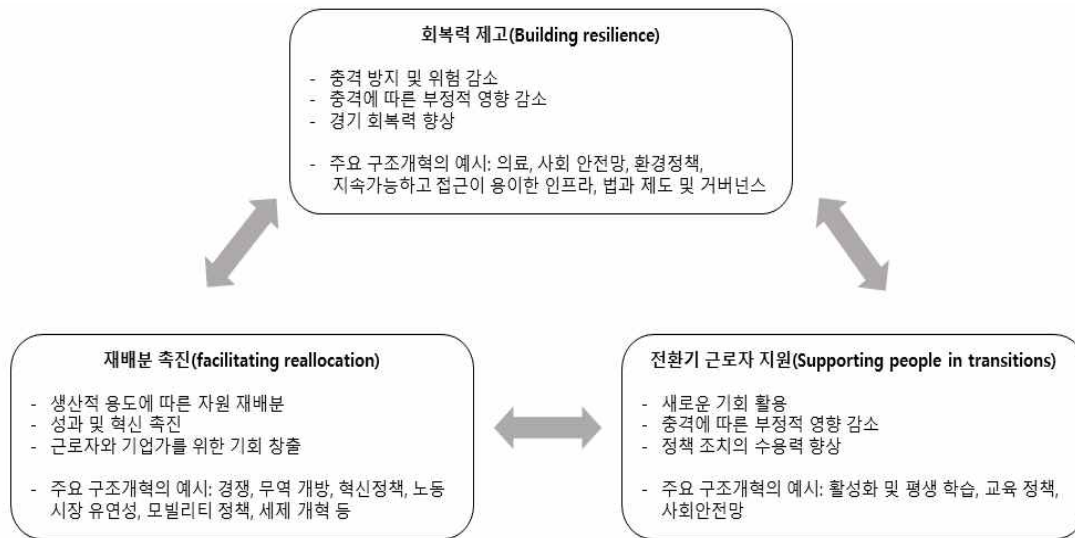 회복력 제고(Building resilience)
- 충격 방지 및 위험 감소
- 충격에 따른 부정적 영향 감소
- 경기 회복력 향상
- 주요 구조개혁의 예시: 의료, 사회 안전망, 환경정책,
지속가능하고 접근이 용이한 인프라, 법과 제도 및 거버넌스
재배분 촉진(facilitating reallocation)
- 생산적 용도에 따른 자원 재배분
- 성과 및 혁신 촉진
- 근로자와 기업가를 위한 기회 창출
- 주요 구조개혁의 예시: 경쟁, 무역 개방, 혁신정책, 노동
시장 유연성, 모빌리티 정책, 세제 개혁 등
전환기 근로자 지원(Supporting people in transitions)
- 새로운 기회 활용
- 충격에 따른 부정적 영향 감소
- 정책 조치의 수용력 향상
- 주요 구조개혁의 예시: 활성화 및 평생 학습, 교육 정책,
사회안전망